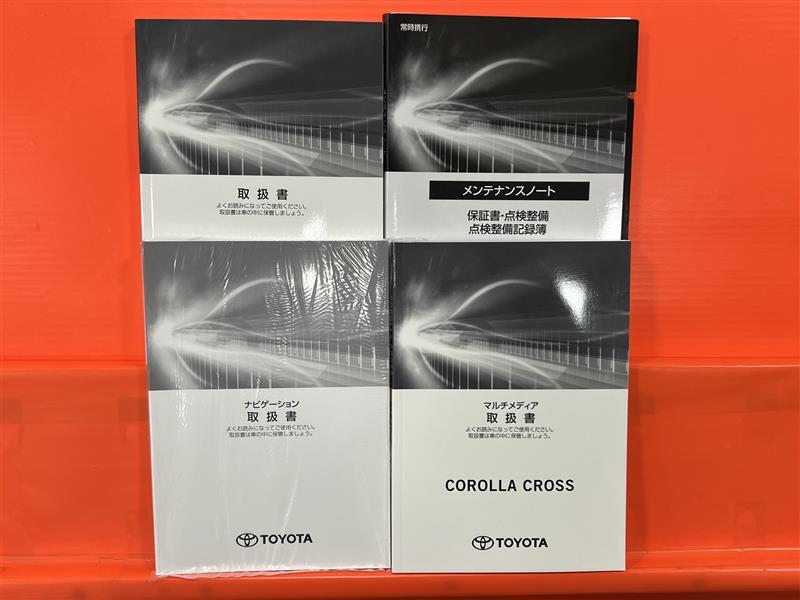 取扱書
よくお読みになってご使用ください。
取扱書は車の中に保管しましょう。
常時携行
メンテナンスノート
保証書・点検整備
点検整備記録簿
ナビゲーション
取扱書
よくお読みになってご使用ください。
取扱書は車の中に保管しましょう。
TOYOTA
マルチメディア
取扱書
よくお読みになってご使用ください。
取扱書は車の中に保管しましょう。
COROLLA CROSS
TOYOTA